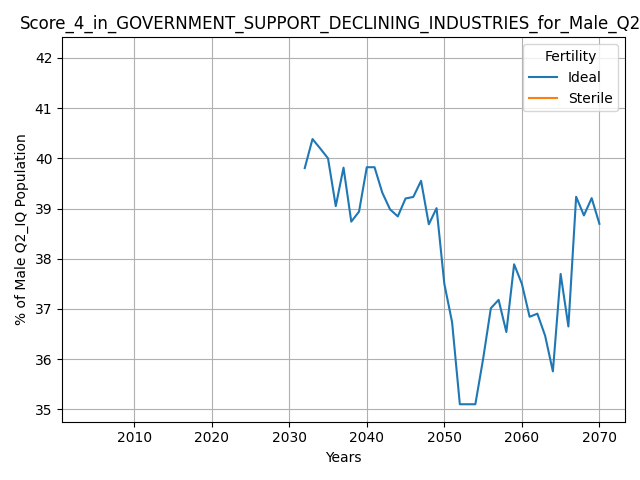 Score_4_in_GOVERNMENT_SUPPORT_DECLINING_INDUSTRIES_for_Male_Q2
Fertility
Ideal
Sterile
% of Male Q2_IQ Population
42
41
40
39
38
37
36
35
2010 2020 2030 2040 2050 2060 2070
Years